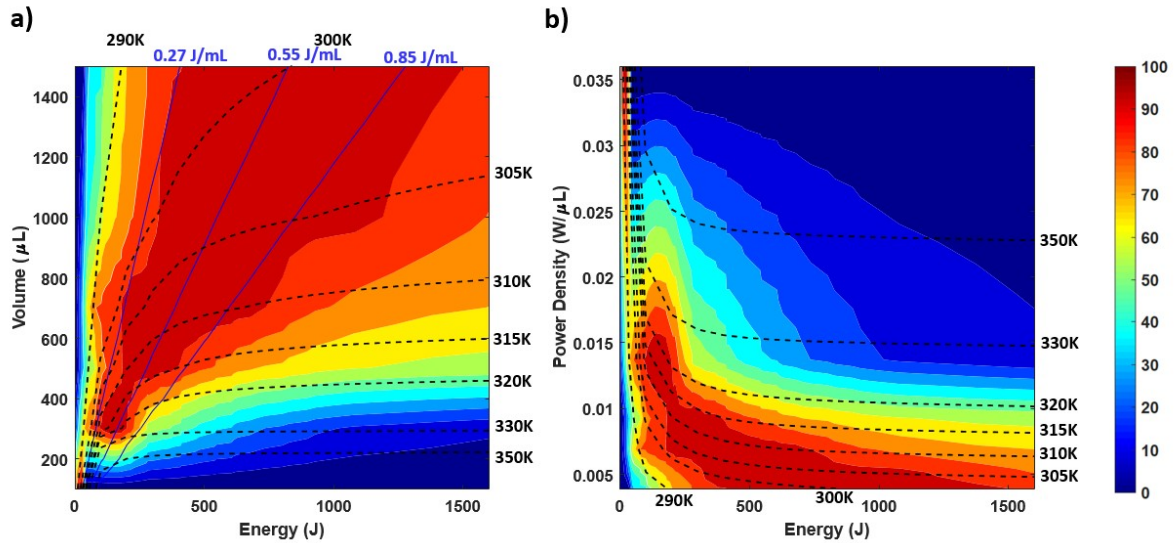 a)
290K
300K
0.27 J/mL
0.55 J/mL
0.85 J/mL
1400
1200
1000
800
600
400
200
Volume (μL)
0
500
1000
1500
Energy (J)
305K
310K
315K
320K
330K
350K
b)
0.036
0.03
0.025
0.02
0.015
0.01
0.005
Power Density (W/μL)
0
500
1000
1500
Energy (J)
290K
300K
350K
330K
320K
315K
310K
305K
100
90
80
70
60
50
40
30
20
10
0